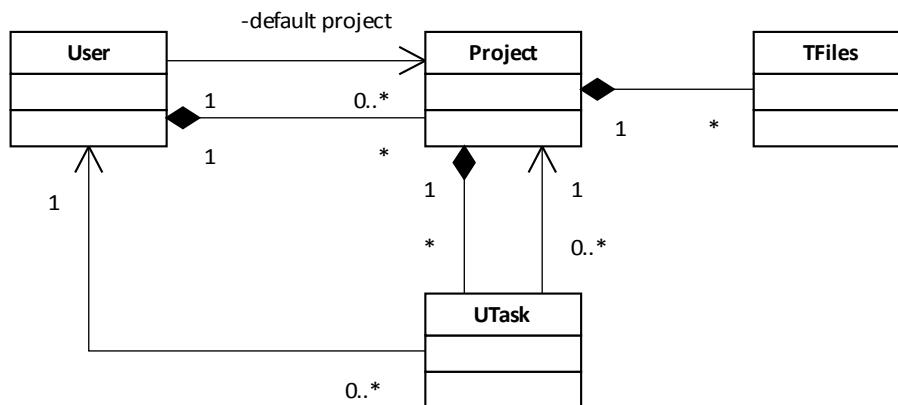 -default project
User
Project
TFiles
1
0..*
1
*
1
*
1
1
1
*
0..*
UTask
0..*